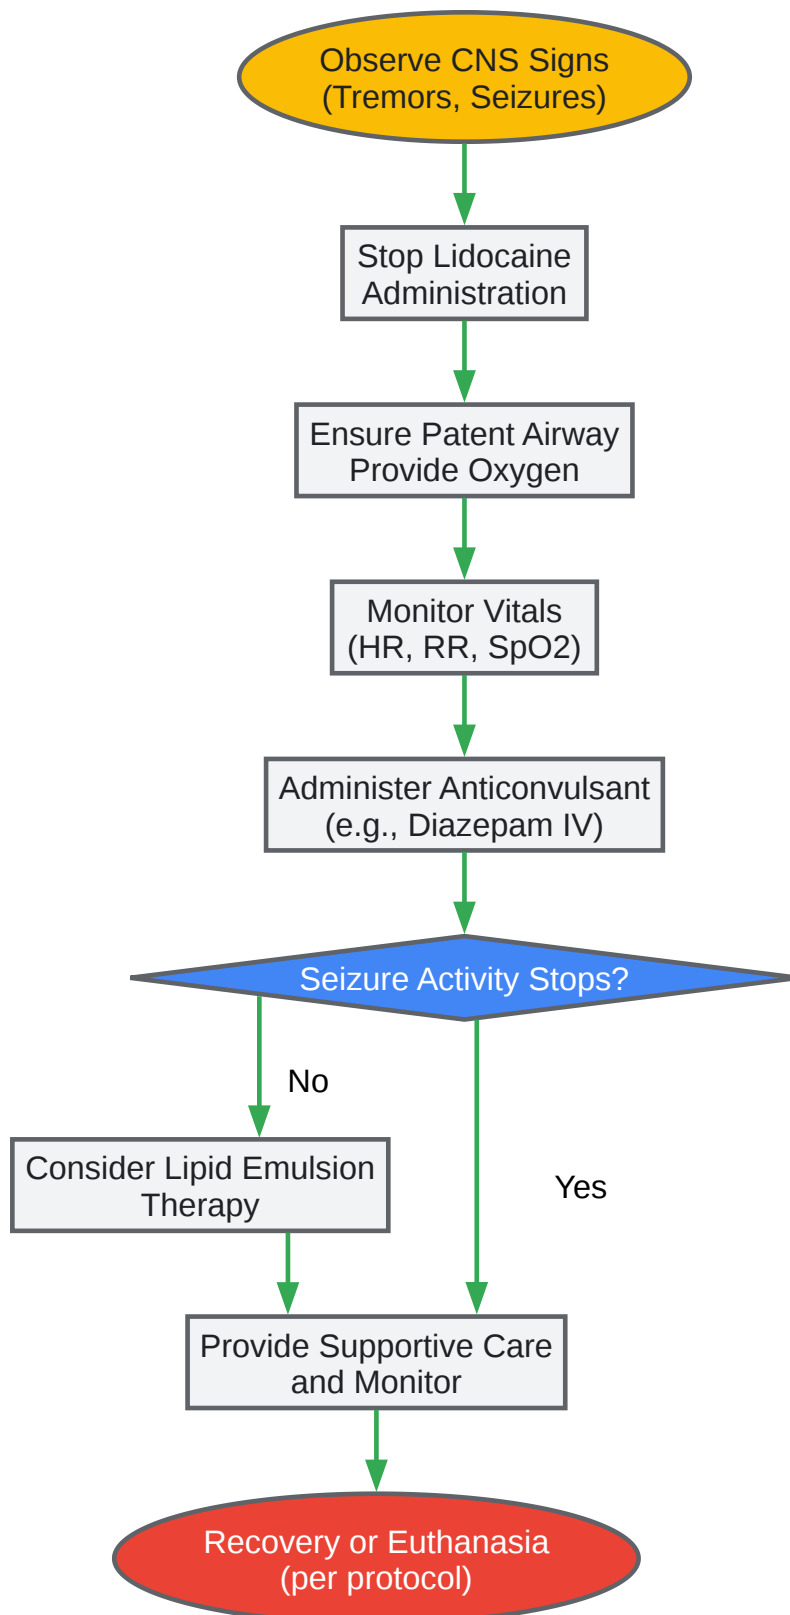 Observe CNS Signs
(Tremors, Seizures)
Stop Lidocaine
Administration
Ensure Patent Airway
Provide Oxygen
Monitor Vitals
(HR, RR, SpO2)
Administer Anticonvulsant
(e.g., Diazepam IV)
Seizure Activity Stops?
No
Consider Lipid Emulsion
Therapy
Yes
Provide Supportive Care
and Monitor
Recovery or Euthanasia
(per protocol)